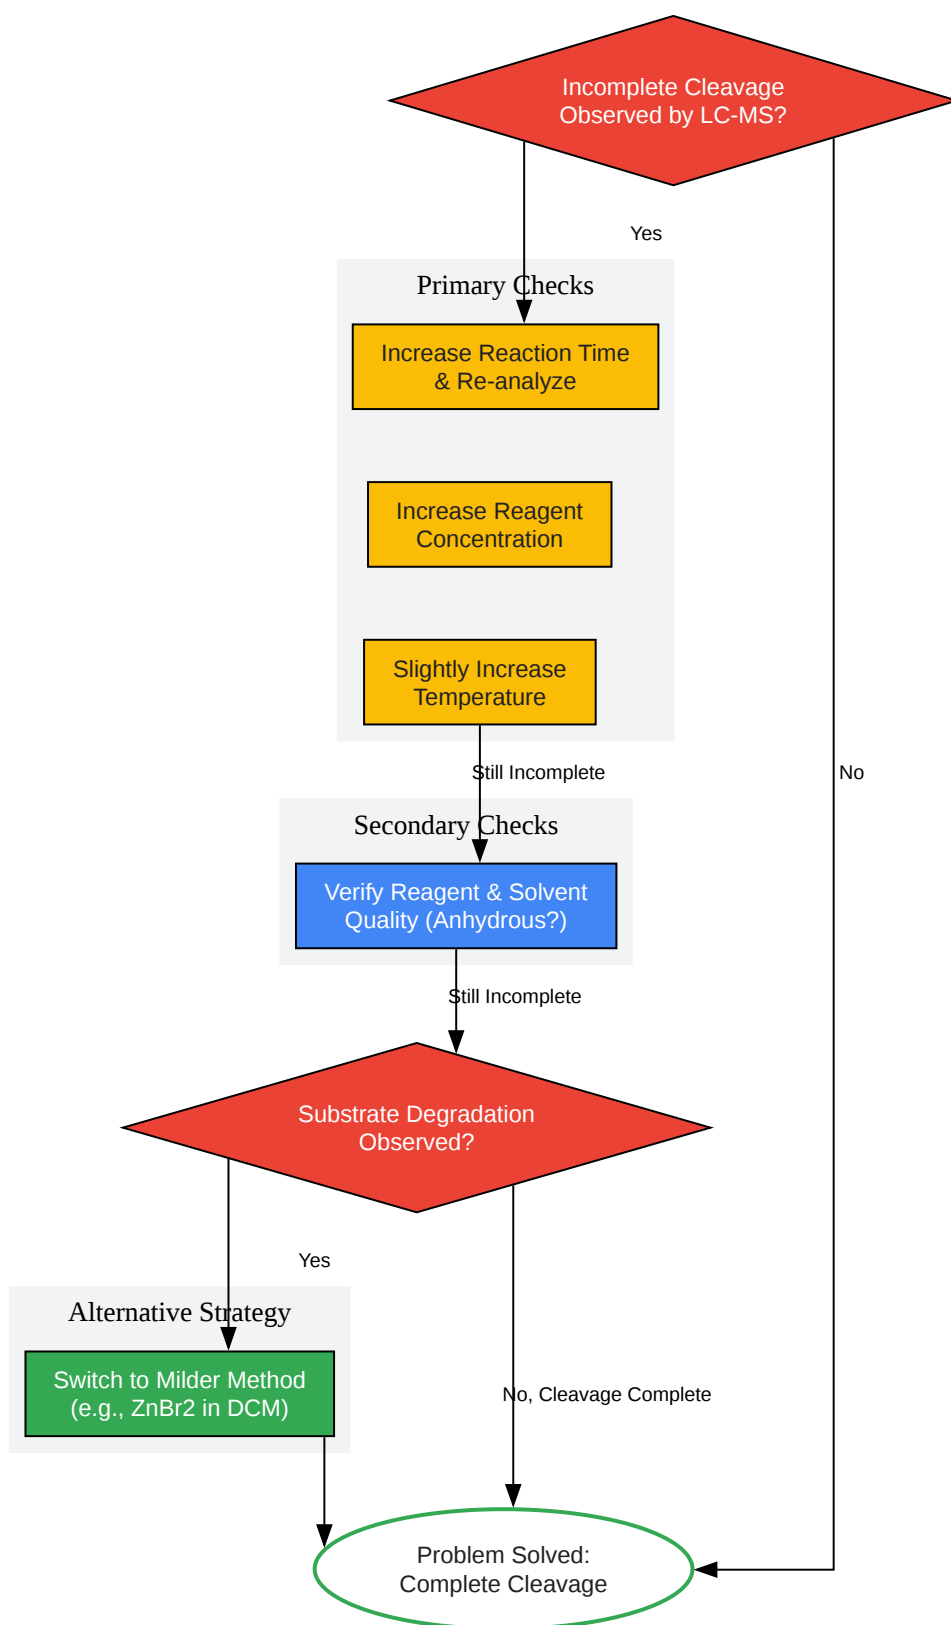 Incomplete Cleavage
Observed by LC-MS?
Yes
Primary Checks
Increase Reaction Time
& Re-analyze
Increase Reagent
Concentration
Slightly Increase
Temperature
Still Incomplete
No
Secondary Checks
Verify Reagent & Solvent
Quality (Anhydrous?)
Still Incomplete
Substrate Degradation
Observed?
Yes
Alternative Strategy
Switch to Milder Method
(e.g., ZnBr2 in DCM)
No, Cleavage Complete
Problem Solved:
Complete Cleavage